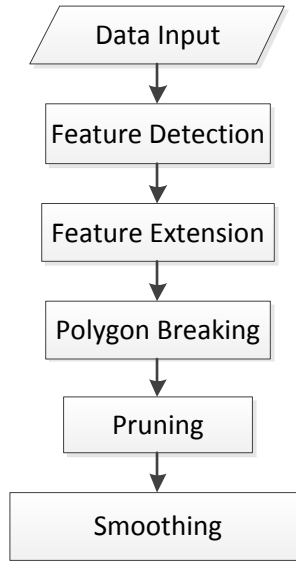 Data Input
Feature Detection
Feature Extension
Polygon Breaking
Pruning
Smoothing